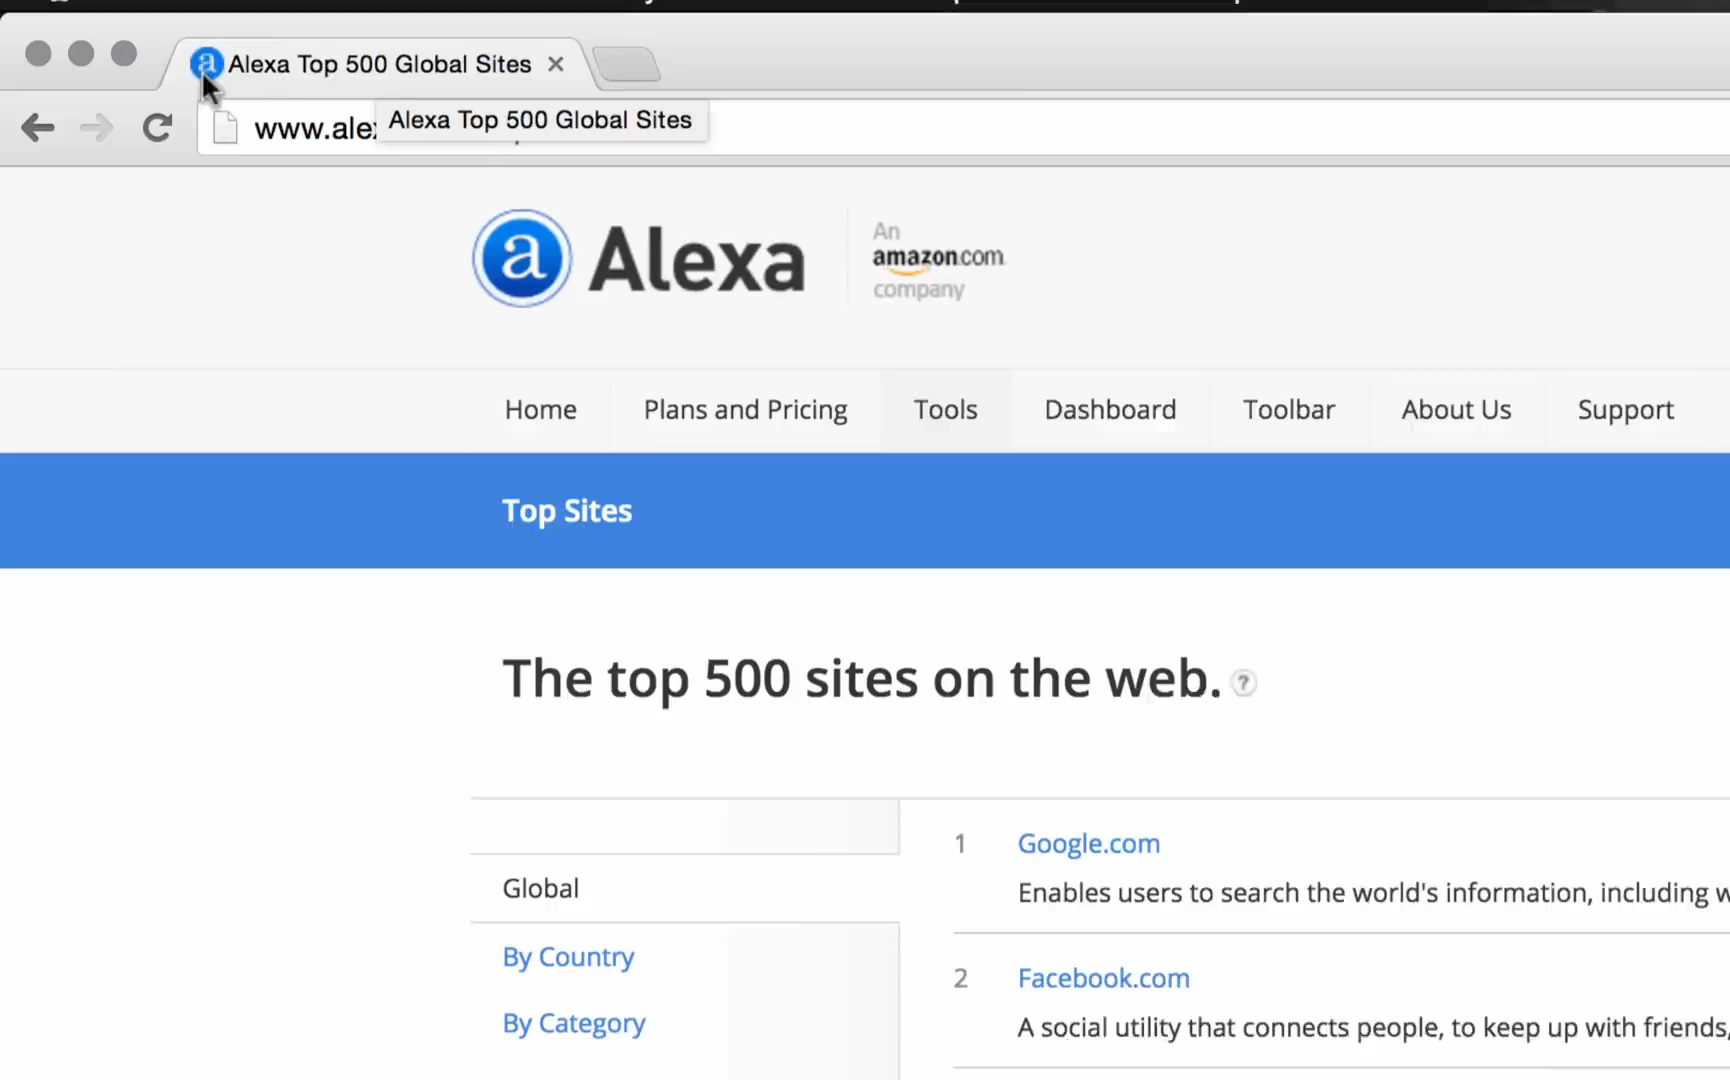 Alexa Top 500 Global Sites
www.alex
Alexa Top 500 Global Sites
a Alexa
An
amazon.com
company
Home Plans and Pricing Tools Dashboard Toolbar About Us Support
Top Sites
The top 500 sites on the web. ?
Global
By Country
By Category
1 Google.com
Enables users to search the world's information, including
2 Facebook.com
A social utility that connects people, to keep up with friends,